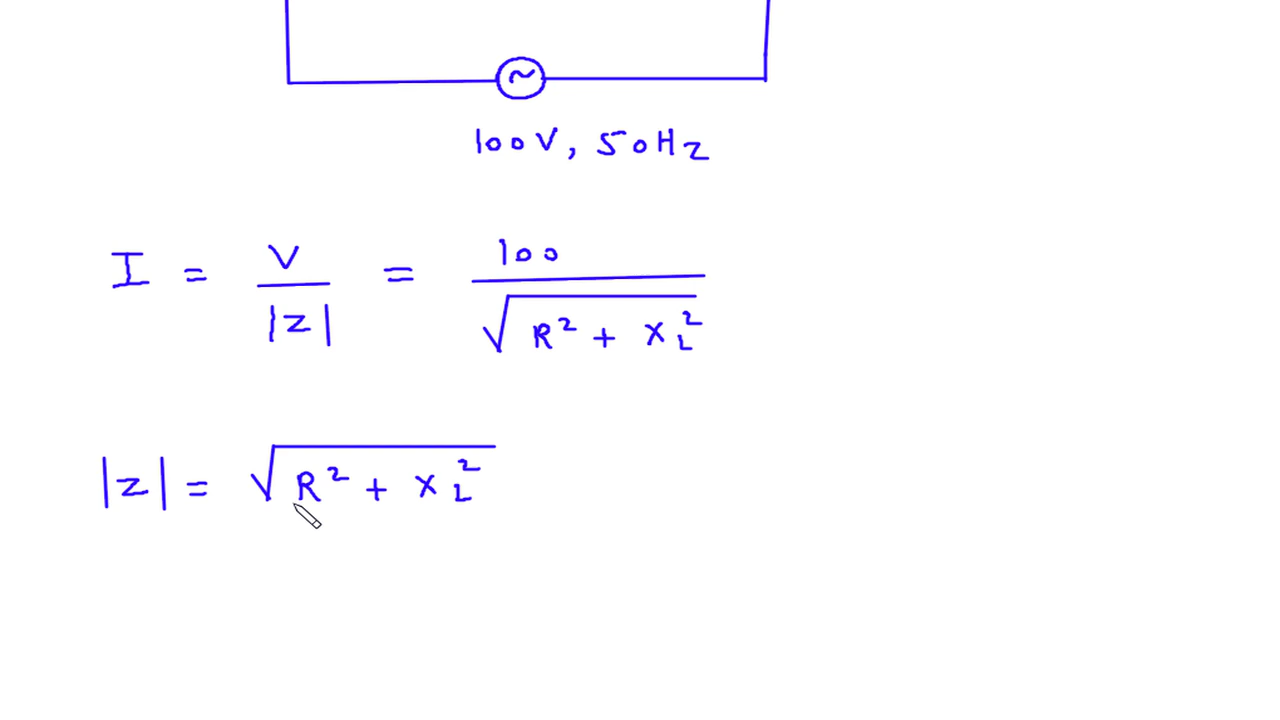 ~
100V, 50Hz
I = V / |z| = 100 / √(R² + X_L²)
|z| = √(R² + X_L²)